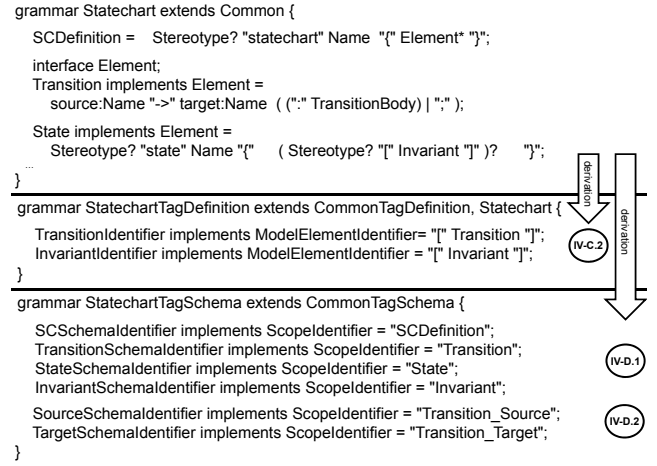 grammar Statechart extends Common {
SCDefinition = Stereotype? "statechart" Name "{" Element* "}";
interface Element;
Transition implements Element =
source:Name "->" target:Name ( (":" TransitionBody) | ";" );
State implements Element =
Stereotype? "state" Name "{" ( Stereotype? "[" Invariant "]" )? "}";
...
}
derivation
derivation
grammar StatechartTagDefinition extends CommonTagDefinition, Statechart {
TransitionIdentifier implements ModelElementIdentifier= "[" Transition "]";
InvariantIdentifier implements ModelElementIdentifier = "[" Invariant "]";
}
IV-C.2
grammar StatechartTagSchema extends CommonTagSchema {
SCSchemaIdentifier implements ScopeIdentifier = "SCDefinition";
TransitionSchemaIdentifier implements ScopeIdentifier = "Transition";
StateSchemaIdentifier implements ScopeIdentifier = "State";
InvariantSchemaIdentifier implements ScopeIdentifier = "Invariant";
IV-D.1
SourceSchemaIdentifier implements ScopeIdentifier = "Transition_Source";
TargetSchemaIdentifier implements ScopeIdentifier = "Transition_Target";
IV-D.2
}